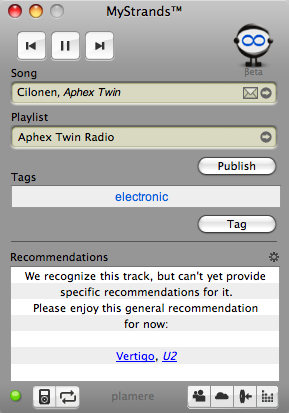 MyStrands™
βeta
Song
Cilonen, Aphex Twin
Playlist
Aphex Twin Radio
Publish
Tags
electronic
Tag
Recommendations
We recognize this track, but can't yet provide
specific recommendations for it.
Please enjoy this general recommendation
for now:
Vertigo, U2
plamere